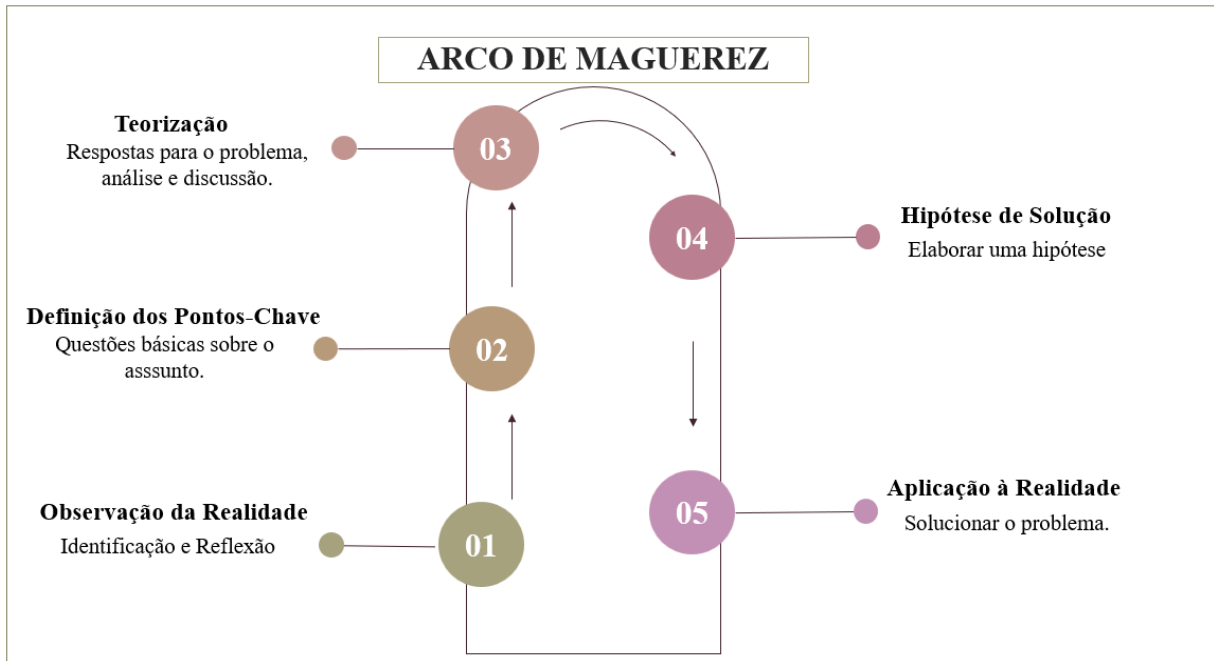 ARCO DE MAGUEREZ
Teorização
Respostas para o problema,
análise e discussão.
03
04
Hipótese de Solução
Elaborar uma hipótese
Definição dos Pontos-Chave
Questões básicas sobre o
asssunto.
02
Observação da Realidade
Identificação e Reflexão
01
05
Aplicação à Realidade
Solucionar o problema.